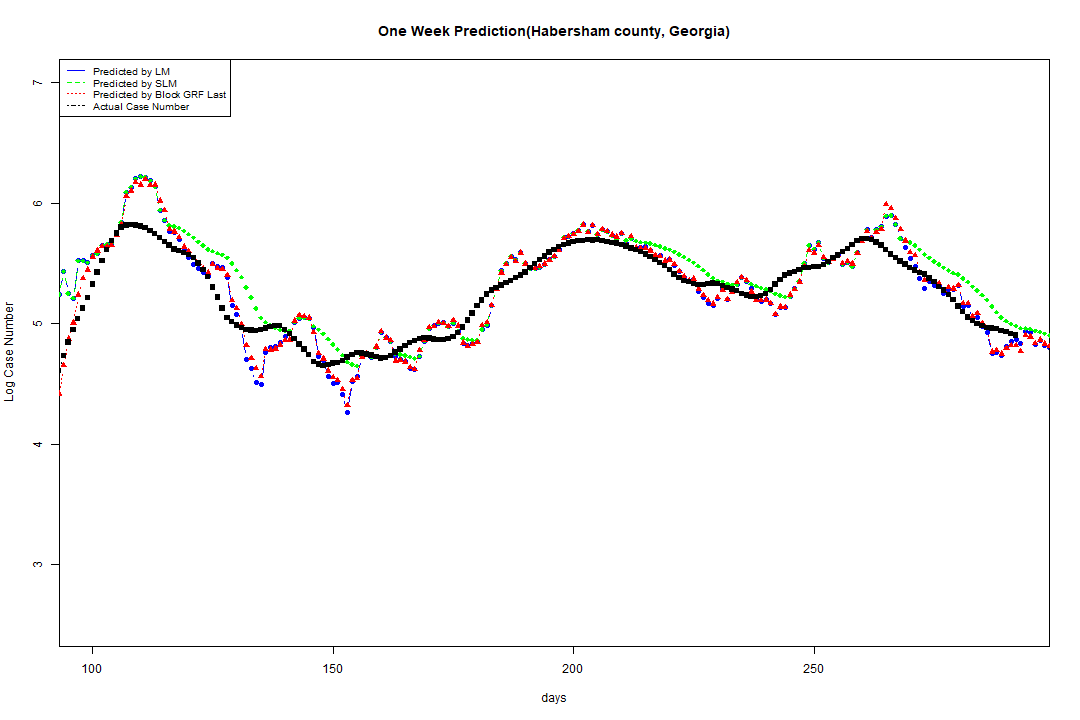 One Week Prediction(Habersham county, Georgia)
Predicted by LM
Predicted by SLM
Predicted by Block GRF Last
Actual Case Number
7
6
5
4
3
Log Case Number
100 150 200 250
days